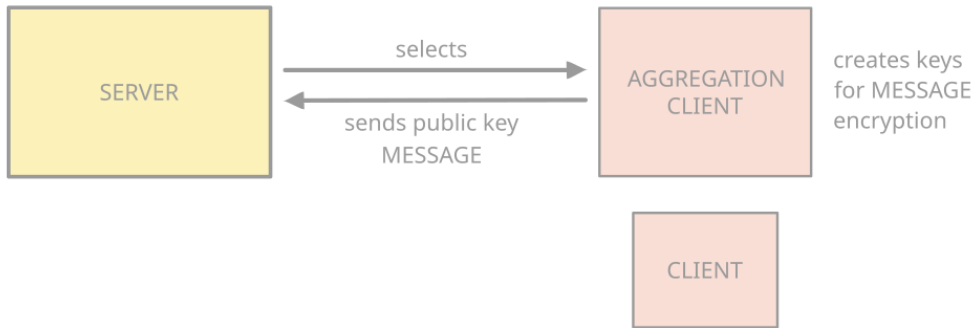 selects
SERVER
AGGREGATION
CLIENT
creates keys
for MESSAGE
encryption
sends public key
MESSAGE
CLIENT